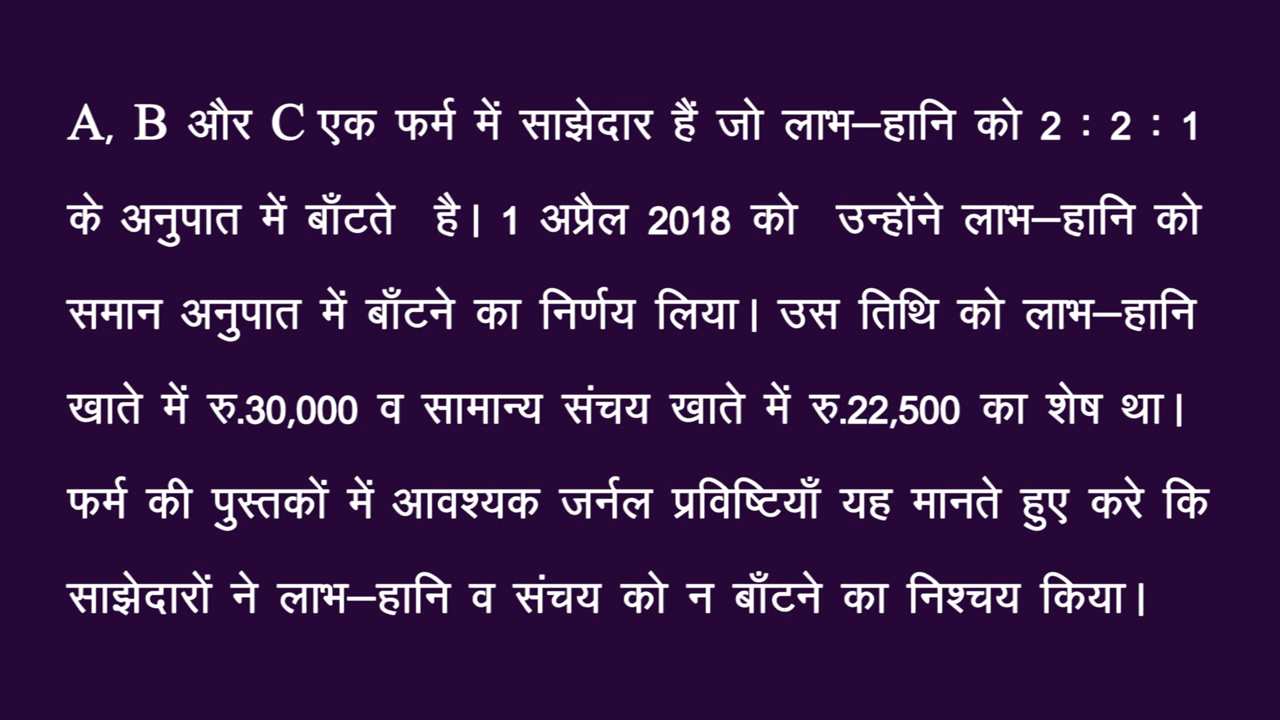 A, B और C एक फर्म में साझेदार हैं जो लाभ–हानि को 2 : 2 : 1
के अनुपात में बाँटते है। 1 अप्रैल 2018 को उन्होंने लाभ–हानि को
समान अनुपात में बाँटने का निर्णय लिया। उस तिथि को लाभ–हानि
खाते में रु.30,000 व सामान्य संचय खाते में रु.22,500 का शेष था।
फर्म की पुस्तकों में आवश्यक जर्नल प्रविष्टियाँ यह मानते हुए करे कि
साझेदारों ने लाभ–हानि व संचय को न बाँटने का निश्चय किया।